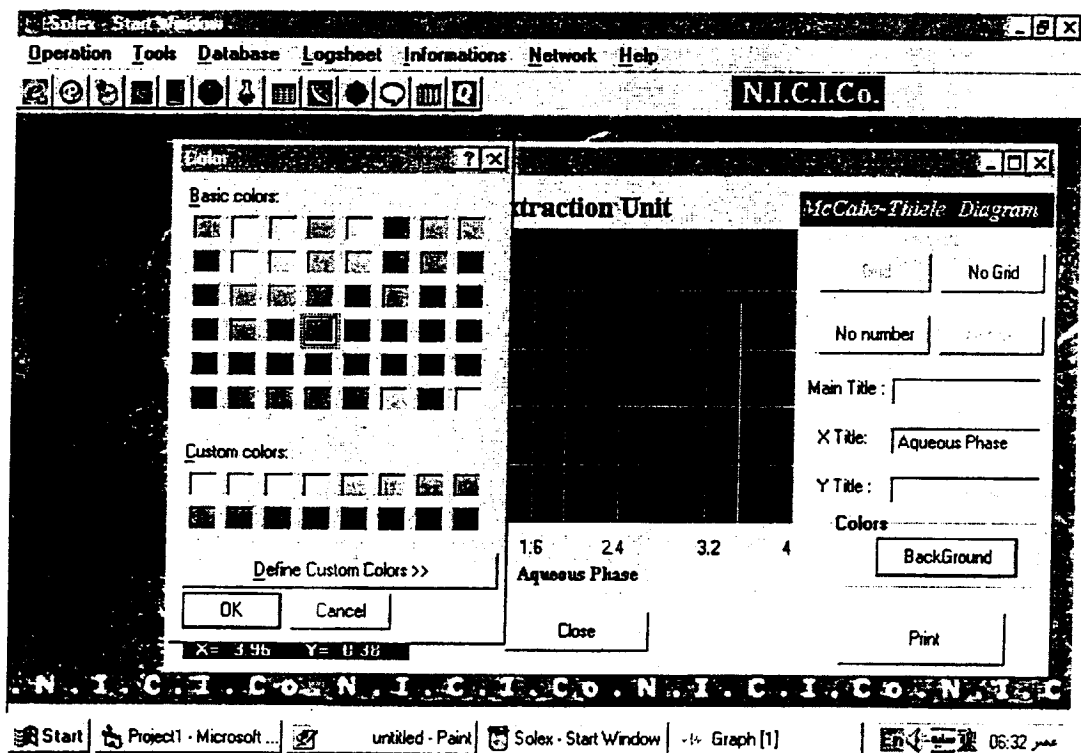 Solex - Start Window
Operation Tools Database Logsheet Informations Network Help
N.I.C.I.Co.
Color
Basic colors:
Custom colors:
Define Custom Colors >>
OK Cancel
traction Unit
McCabe-Thiele Diagram
Grid No Grid
No number
Main Title :
X Title: Aqueous Phase
Y Title :
Colors
BackGround
1.6 2.4 3.2 4
Aqueous Phase
Close
Print
X= 3.96 Y= 0.38
. N . I . C . I . C o . N . I . C . I . C o . N . I . C . I . C o . N . I . C
Start Project1 - Microsoft ... untitled - Paint Solex - Start Window Graph [1] En 06:32 عصر